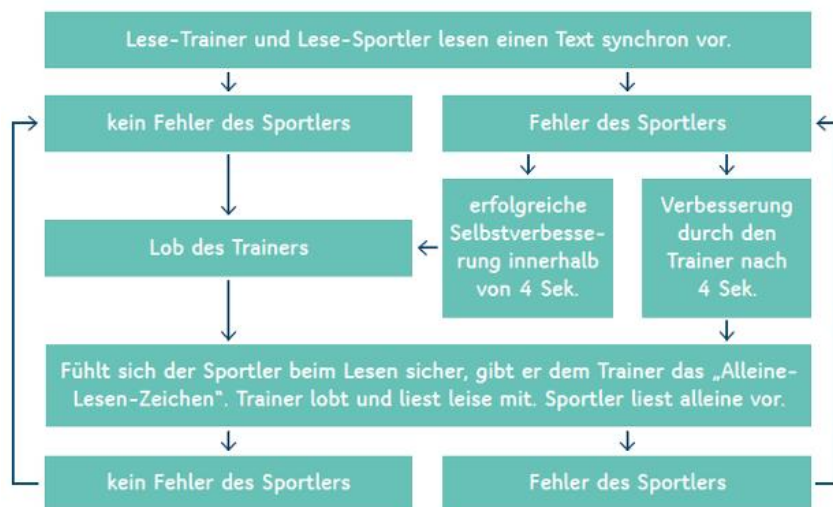 Lese-Trainer und Lese-Sportler lesen einen Text synchron vor.
kein Fehler des Sportlers
Fehler des Sportlers
Lob des Trainers
erfolgreiche
Selbstverbesse-
rung innerhalb
von 4 Sek.
Verbesserung
durch den
Trainer nach
4 Sek.
Fühlt sich der Sportler beim Lesen sicher, gibt er dem Trainer das „Alleine-
Lesen-Zeichen“. Trainer lobt und liest leise mit. Sportler liest alleine vor.
kein Fehler des Sportlers
Fehler des Sportlers